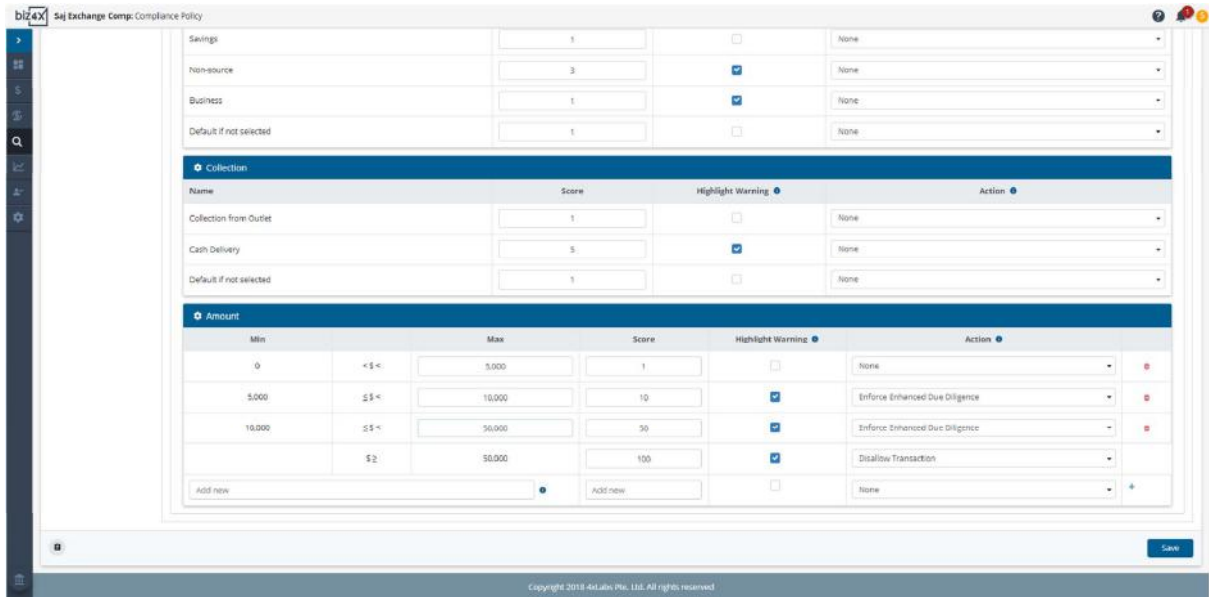 biz4X Saj Exchange Comp: Compliance Policy
1
Savings 1 None
Non-source 3 None
Business 1 None
Default if not selected 1 None
Collection
Name Score Highlight Warning Action
Collection from Outlet 1 None
Cash Delivery 5 None
Default if not selected 1 None
Amount
Min Max Score Highlight Warning Action
0 < $ < 5,000 1 None
5,000 ≤ $ < 10,000 10 Enforce Enhanced Due Diligence
10,000 ≤ $ < 50,000 50 Enforce Enhanced Due Diligence
$ ≥ 50,000 100 Disallow Transaction
Add new Add new None
Save
Copyright 2018 4xLabs Pte. Ltd. All rights reserved